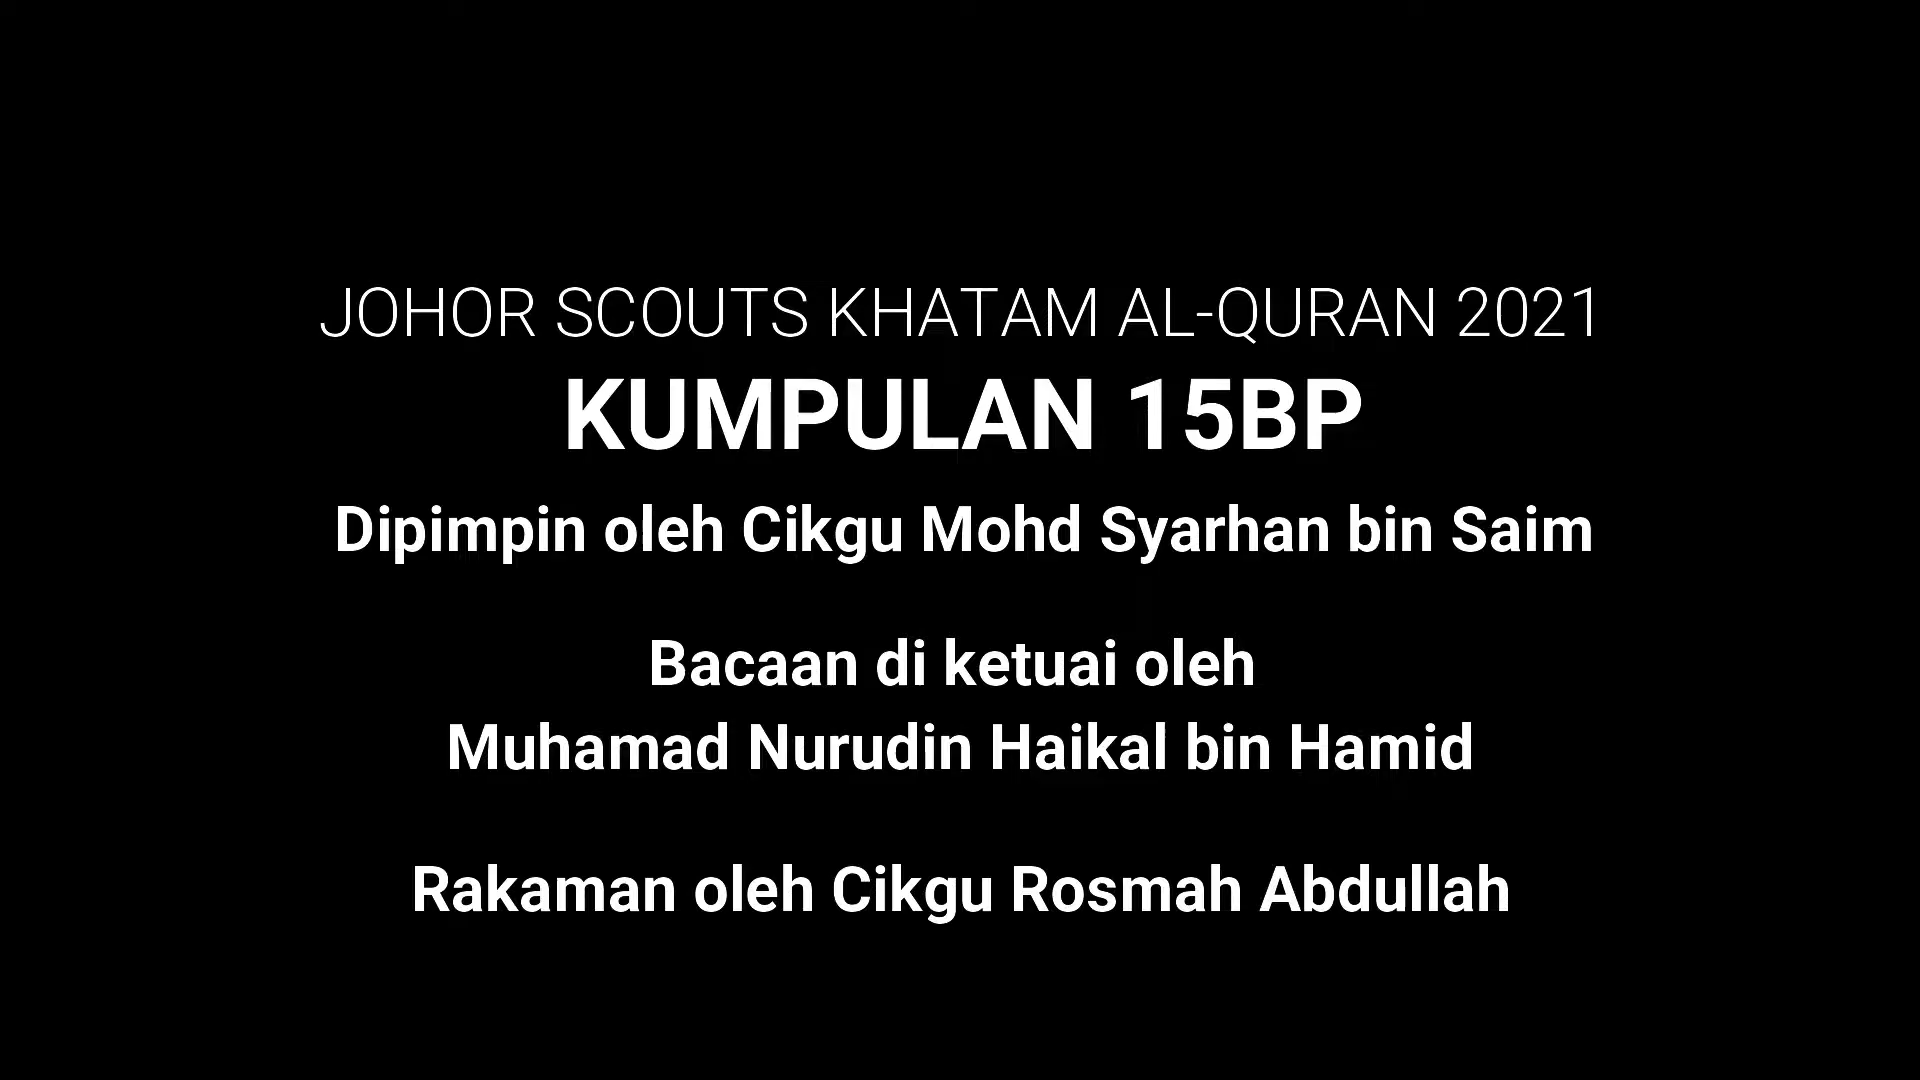 JOHOR SCOUTS KHATAM AL-QURAN 2021
KUMPULAN 15BP
Dipimpin oleh Cikgu Mohd Syarhan bin Saim
Bacaan di ketuai oleh
Muhamad Nurudin Haikal bin Hamid
Rakaman oleh Cikgu Rosmah Abdullah